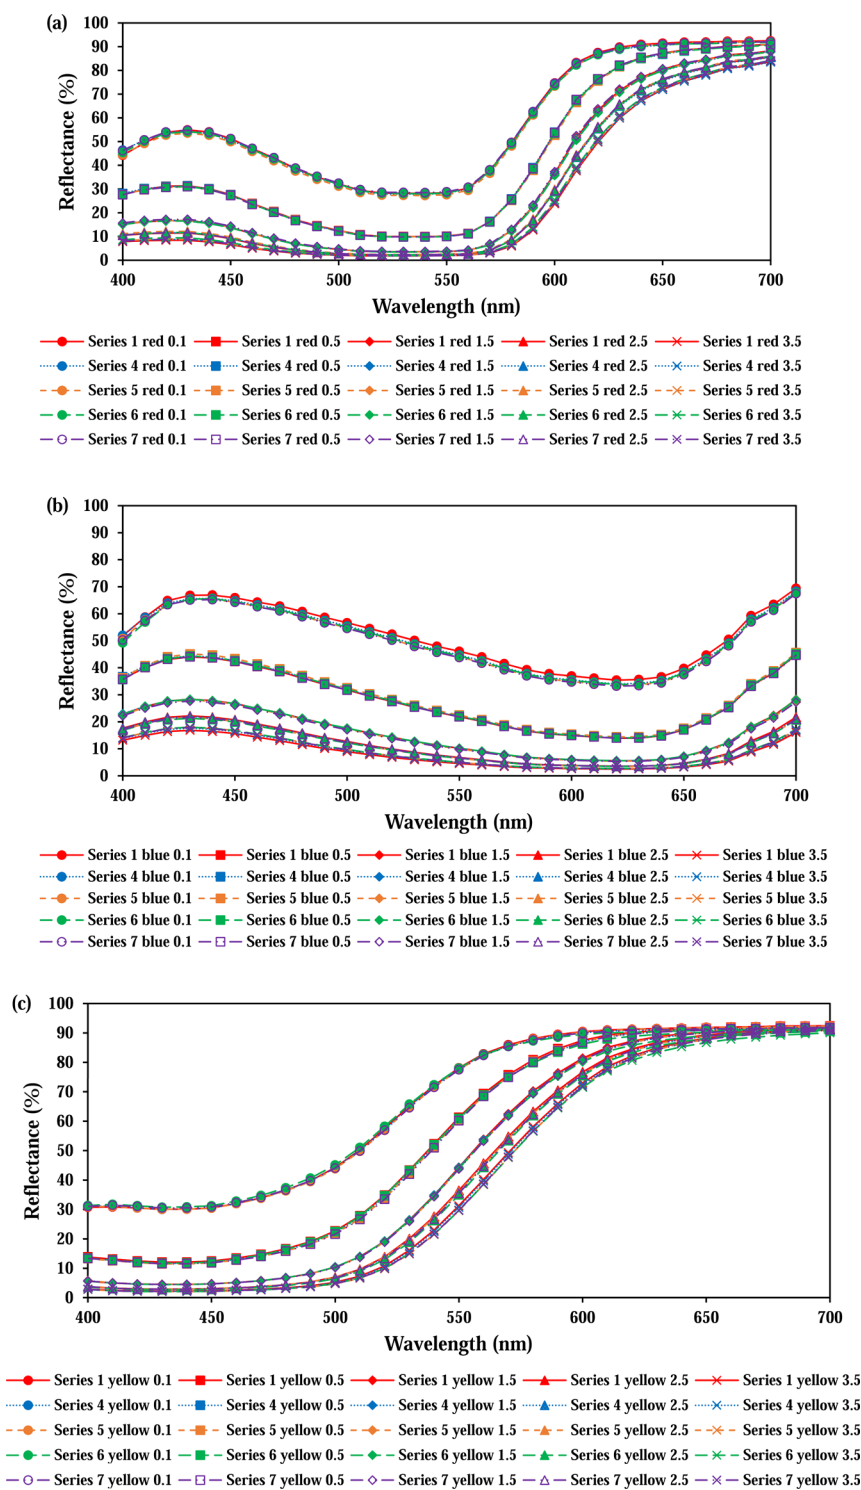 (a)
100
90
80
70
60
50
40
30
20
10
0
Reflectance (%)
400 450 500 550 600 650 700
Wavelength (nm)
Series 1 red 0.1 Series 1 red 0.5 Series 1 red 1.5 Series 1 red 2.5 Series 1 red 3.5
Series 4 red 0.1 Series 4 red 0.5 Series 4 red 1.5 Series 4 red 2.5 Series 4 red 3.5
Series 5 red 0.1 Series 5 red 0.5 Series 5 red 1.5 Series 5 red 2.5 Series 5 red 3.5
Series 6 red 0.1 Series 6 red 0.5 Series 6 red 1.5 Series 6 red 2.5 Series 6 red 3.5
Series 7 red 0.1 Series 7 red 0.5 Series 7 red 1.5 Series 7 red 2.5 Series 7 red 3.5
(b)
100
90
80
70
60
50
40
30
20
10
0
Reflectance (%)
400 450 500 550 600 650 700
Wavelength (nm)
Series 1 blue 0.1 Series 1 blue 0.5 Series 1 blue 1.5 Series 1 blue 2.5 Series 1 blue 3.5
Series 4 blue 0.1 Series 4 blue 0.5 Series 4 blue 1.5 Series 4 blue 2.5 Series 4 blue 3.5
Series 5 blue 0.1 Series 5 blue 0.5 Series 5 blue 1.5 Series 5 blue 2.5 Series 5 blue 3.5
Series 6 blue 0.1 Series 6 blue 0.5 Series 6 blue 1.5 Series 6 blue 2.5 Series 6 blue 3.5
Series 7 blue 0.1 Series 7 blue 0.5 Series 7 blue 1.5 Series 7 blue 2.5 Series 7 blue 3.5
(c)
100
90
80
70
60
50
40
30
20
10
0
Reflectance (%)
400 450 500 550 600 650 700
Wavelength (nm)
Series 1 yellow 0.1 Series 1 yellow 0.5 Series 1 yellow 1.5 Series 1 yellow 2.5 Series 1 yellow 3.5
Series 4 yellow 0.1 Series 4 yellow 0.5 Series 4 yellow 1.5 Series 4 yellow 2.5 Series 4 yellow 3.5
Series 5 yellow 0.1 Series 5 yellow 0.5 Series 5 yellow 1.5 Series 5 yellow 2.5 Series 5 yellow 3.5
Series 6 yellow 0.1 Series 6 yellow 0.5 Series 6 yellow 1.5 Series 6 yellow 2.5 Series 6 yellow 3.5
Series 7 yellow 0.1 Series 7 yellow 0.5 Series 7 yellow 1.5 Series 7 yellow 2.5 Series 7 yellow 3.5